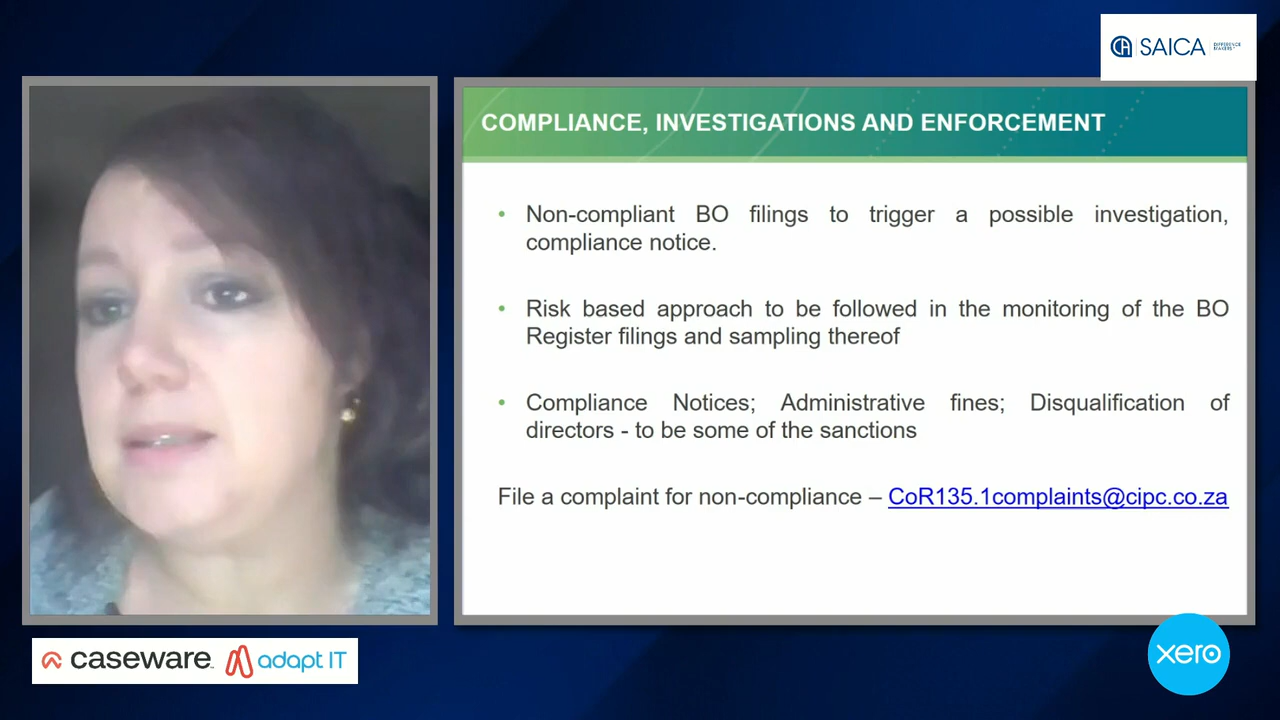 SAICA
DIFFERENCE
MAKERS
COMPLIANCE, INVESTIGATIONS AND ENFORCEMENT
• Non-compliant BO filings to trigger a possible investigation,
compliance notice.
• Risk based approach to be followed in the monitoring of the BO
Register filings and sampling thereof
• Compliance Notices; Administrative fines; Disqualification of
directors - to be some of the sanctions
File a complaint for non-compliance – CoR135.1complaints@cipc.co.za
caseware
adapt IT
xero